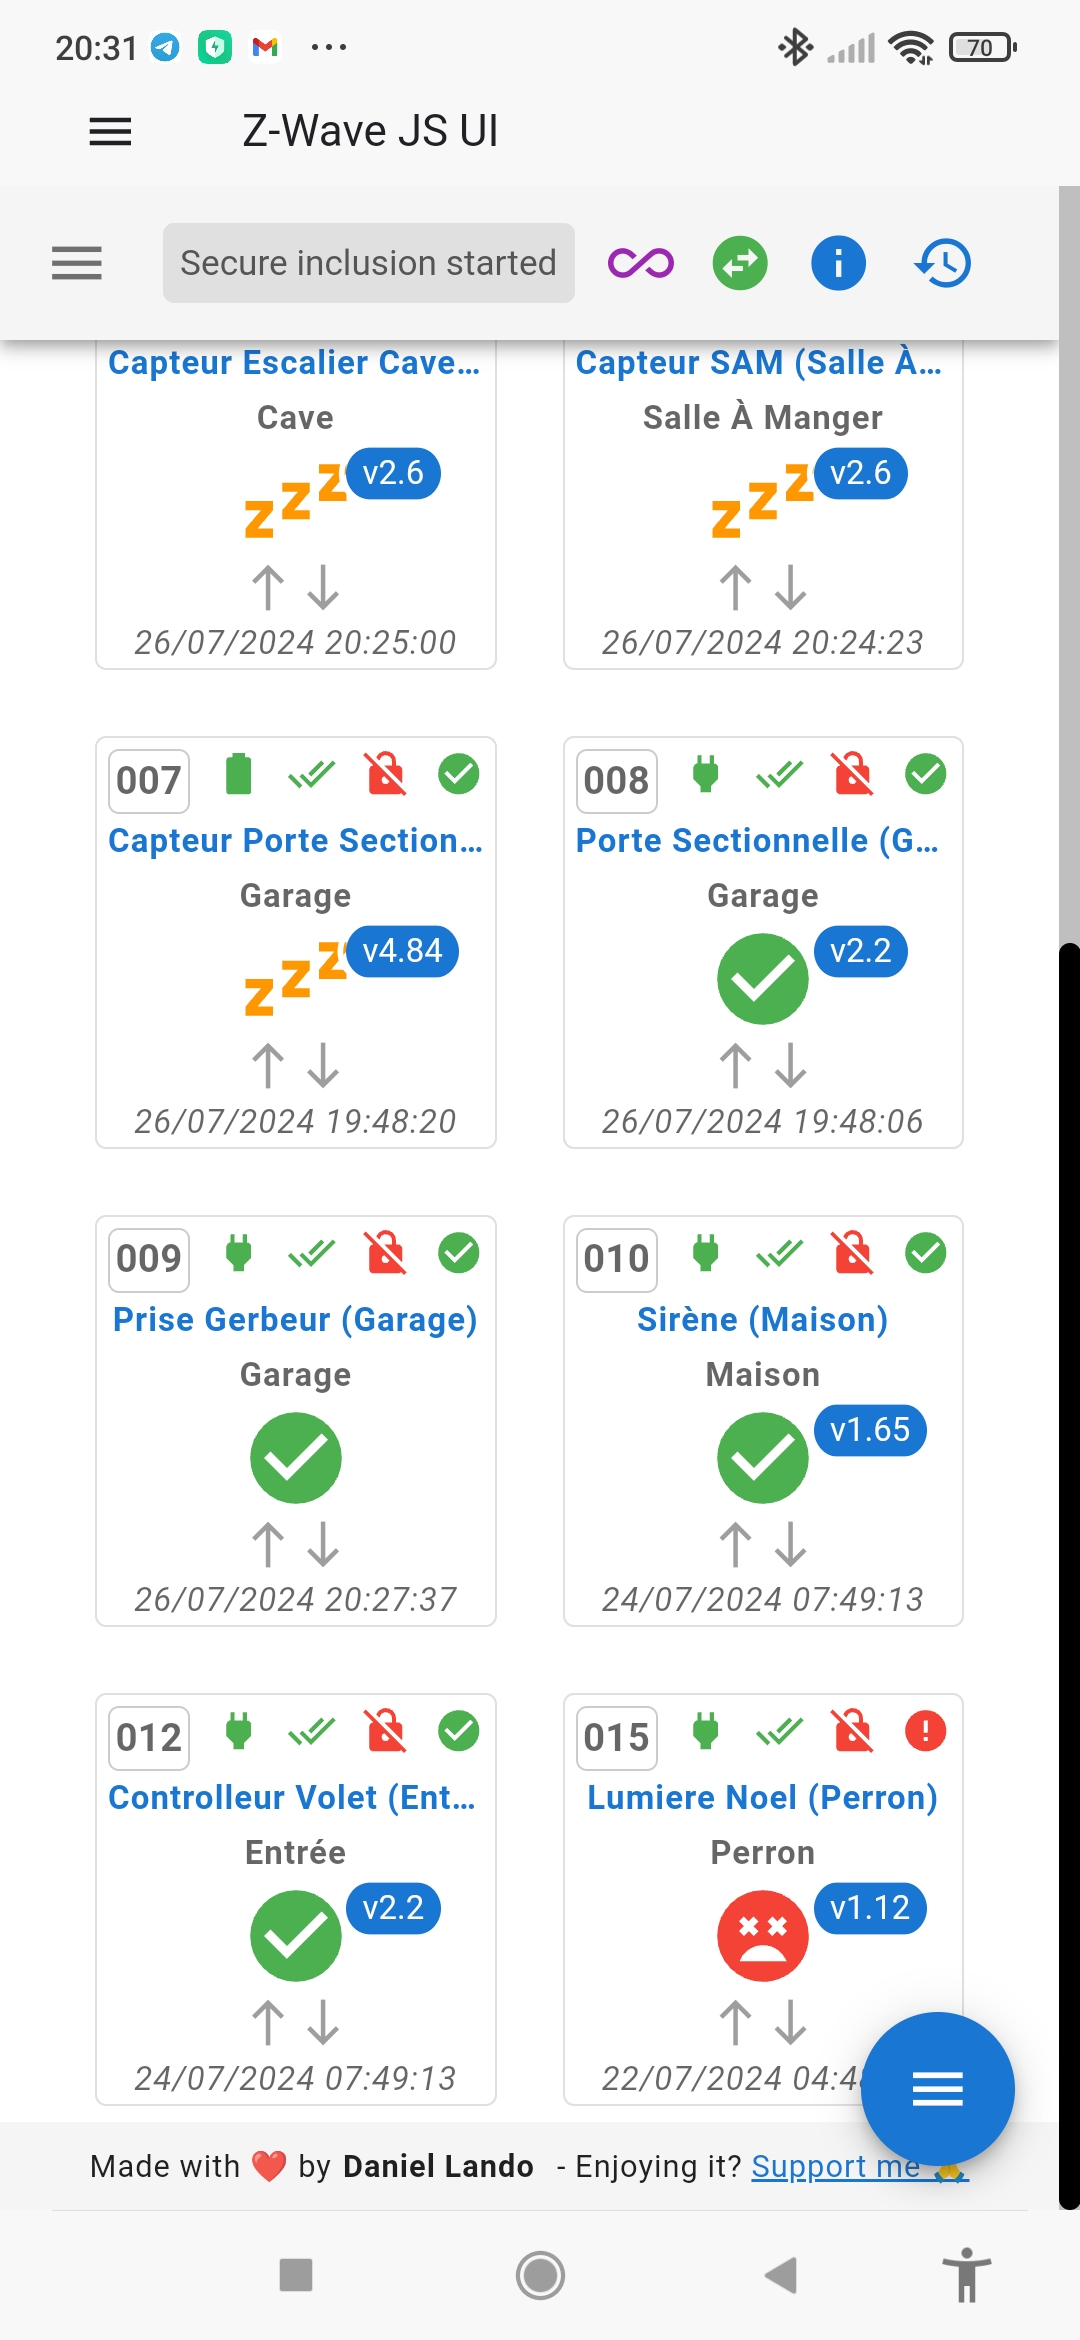 20:31
70
Z-Wave JS UI
Secure inclusion started
Capteur Escalier Cave…
Capteur SAM (Salle À…
Cave
Salle À Manger
v2.6
v2.6
26/07/2024 20:25:00
26/07/2024 20:24:23
007
008
Capteur Porte Section…
Porte Sectionnelle (G…
Garage
Garage
v4.84
v2.2
26/07/2024 19:48:20
26/07/2024 19:48:06
009
010
Prise Gerbeur (Garage)
Sirène (Maison)
Garage
Maison
v1.65
26/07/2024 20:27:37
24/07/2024 07:49:13
012
015
Controlleur Volet (Ent…
Lumiere Noel (Perron)
Entrée
Perron
v2.2
v1.12
24/07/2024 07:49:13
22/07/2024 04:4
Made with ❤️ by Daniel Lando - Enjoying it? Support me 🙏